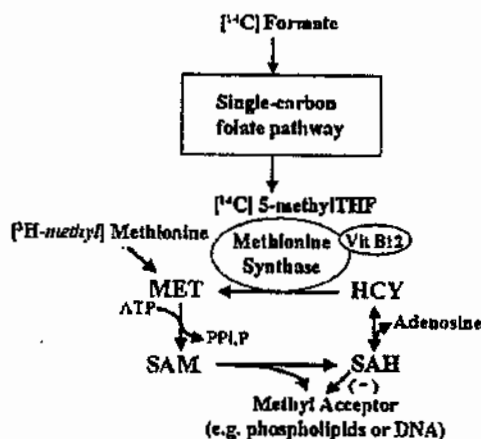 [¹⁴C] Formate
Single-carbon
folate pathway
[¹⁴C] 5-methylTHF
[³H-methyl] Methionine
Methionine
Synthase
Vit B12
MET
HCY
ATP
PPi,P
Adenosine
SAM
SAH
(−)
Methyl Acceptor
(e.g. phospholipids or DNA)